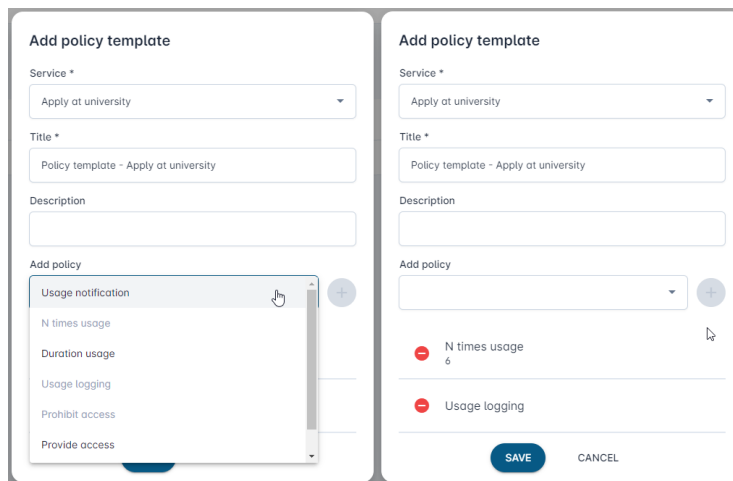 Add policy template
Service *
Apply at university
Title *
Policy template - Apply at university
Description
Add policy
Usage notification
N times usage
Duration usage
Usage logging
Prohibit access
Provide access
Add policy template
Service *
Apply at university
Title *
Policy template - Apply at university
Description
Add policy
N times usage
6
Usage logging
SAVE
CANCEL